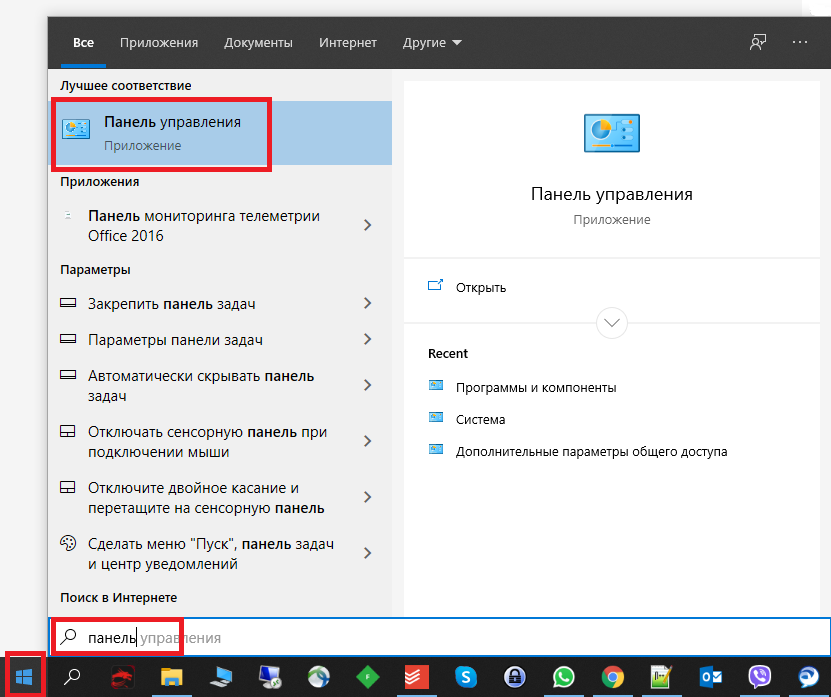 Все Приложения Документы Интернет Другие
Лучшее соответствие
Панель управления
Приложение
Приложения
Панель мониторинга телеметрии
Office 2016
Параметры
Закрепить панель задач
Параметры панели задач
Автоматически скрывать панель
задач
Отключать сенсорную панель при
подключении мыши
Отключите двойное касание и
перетащите на сенсорную панель
Сделать меню "Пуск", панель задач
и центр уведомлений
Поиск в Интернете
панель управления
Панель управления
Приложение
Открыть
Recent
Программы и компоненты
Система
Дополнительные параметры общего доступа